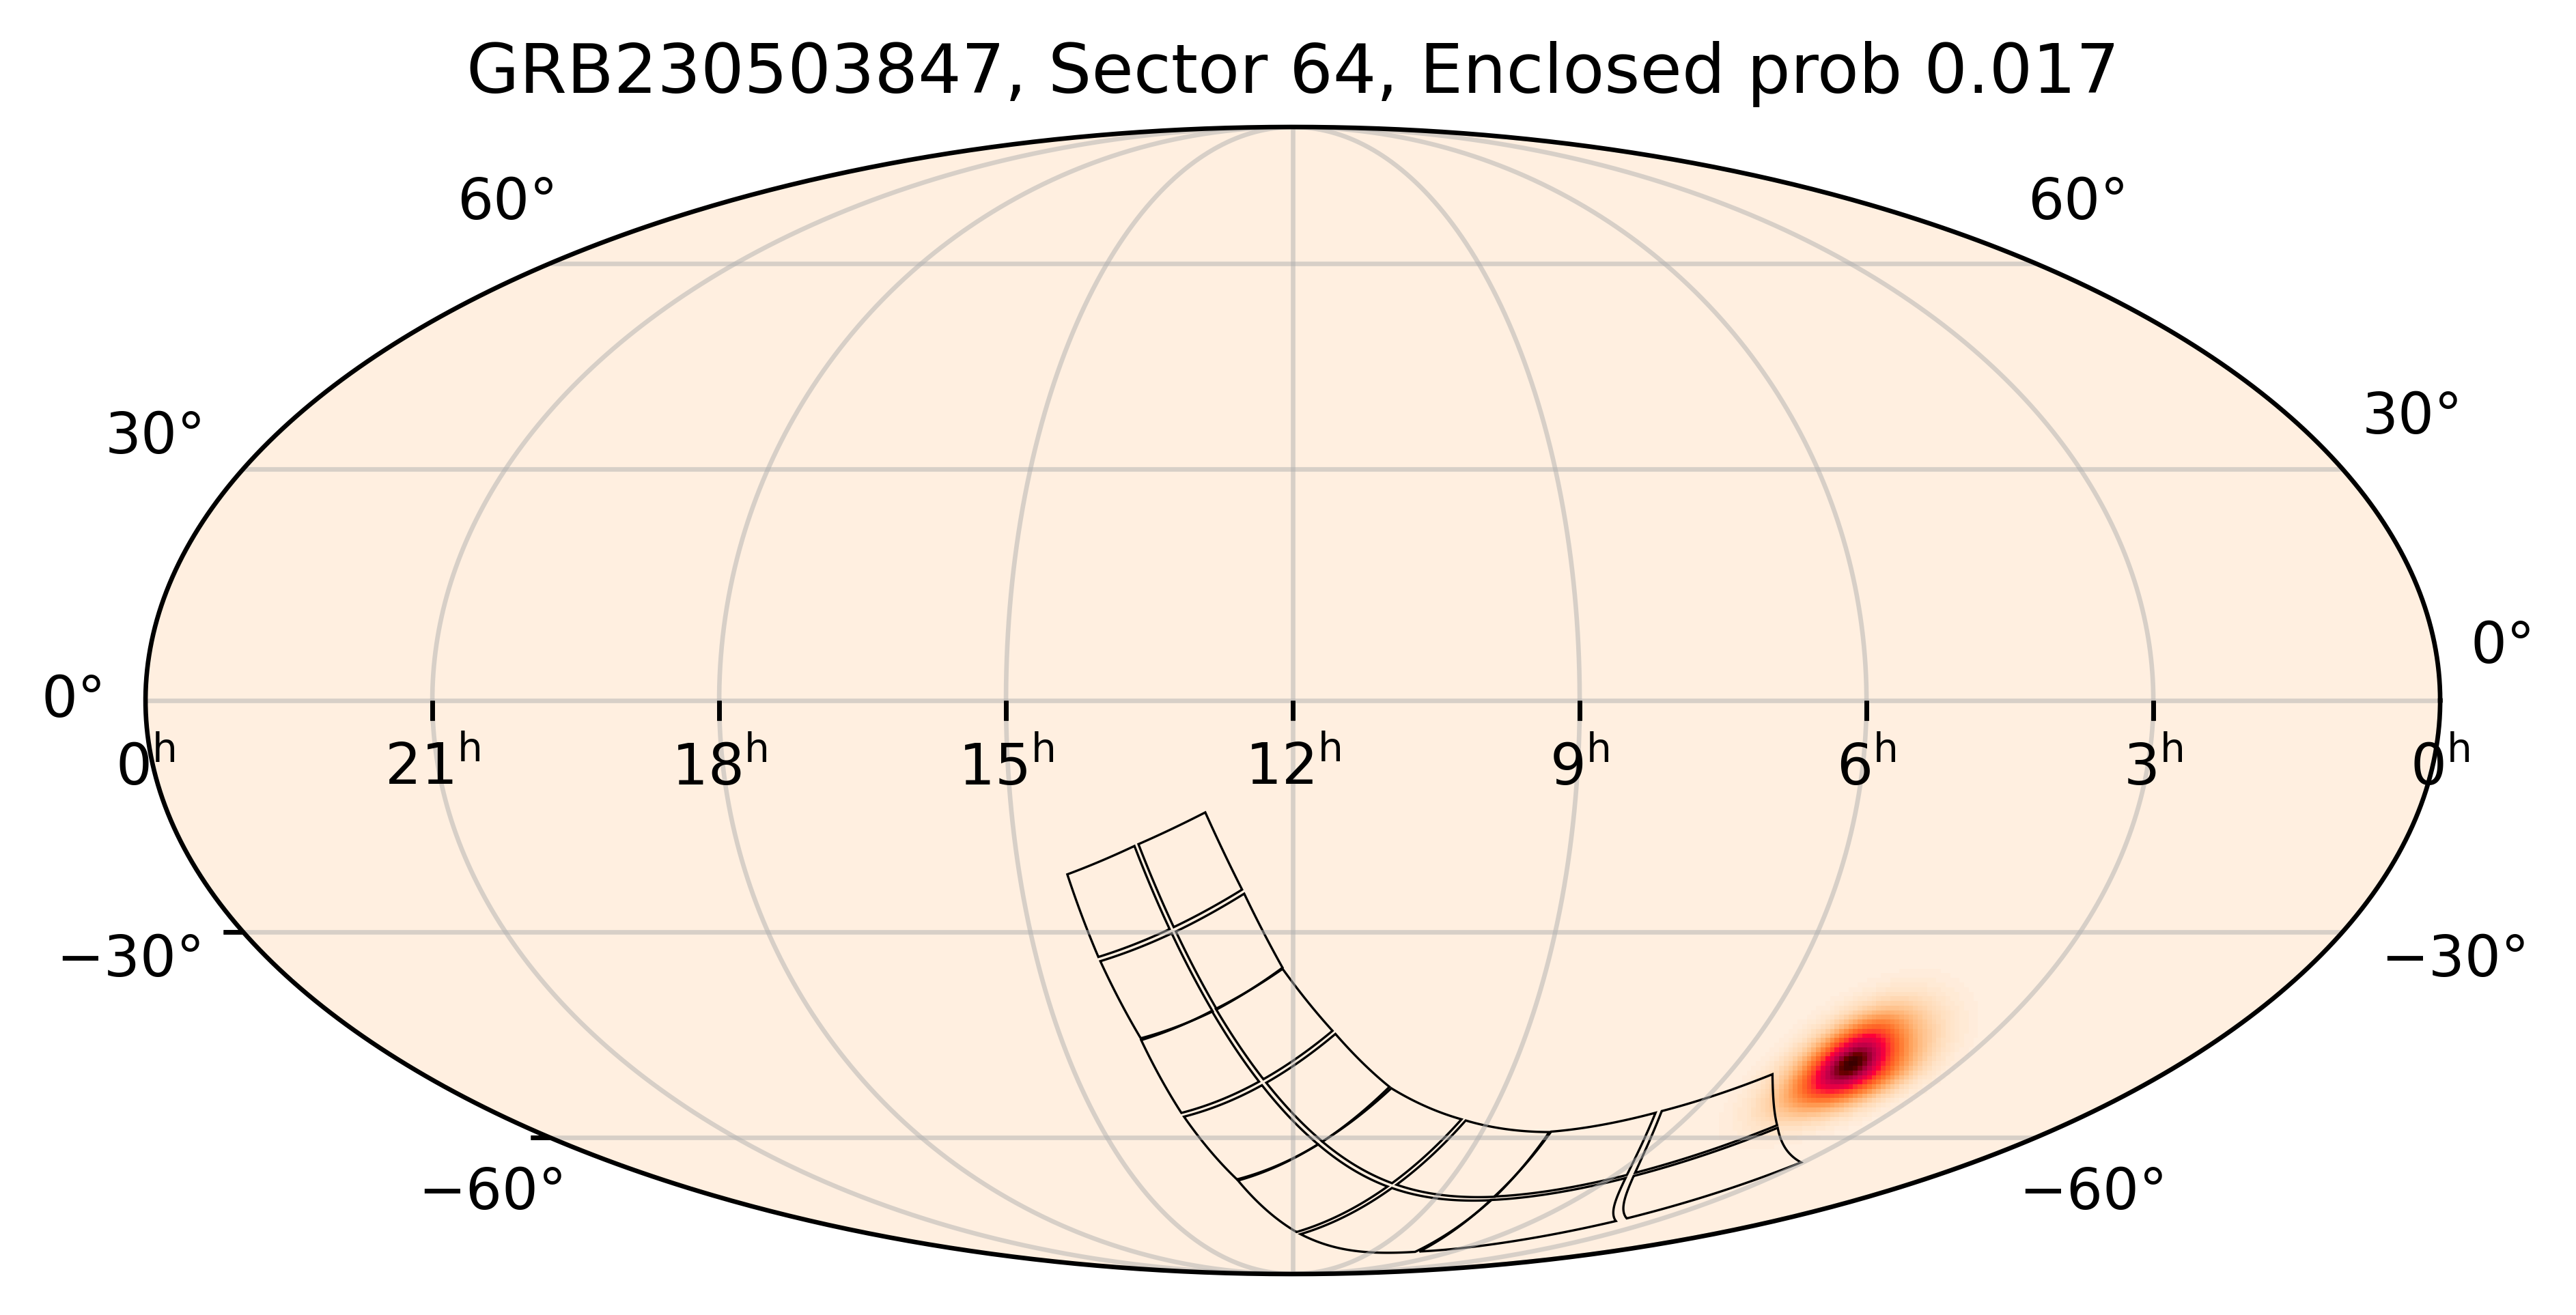 GRB230503847, Sector 64, Enclosed prob 0.017
60° 60°
30° 30°
0° 0°
0ʰ 21ʰ 18ʰ 15ʰ 12ʰ 9ʰ 6ʰ 3ʰ 0ʰ
−30° −30°
−60° −60°